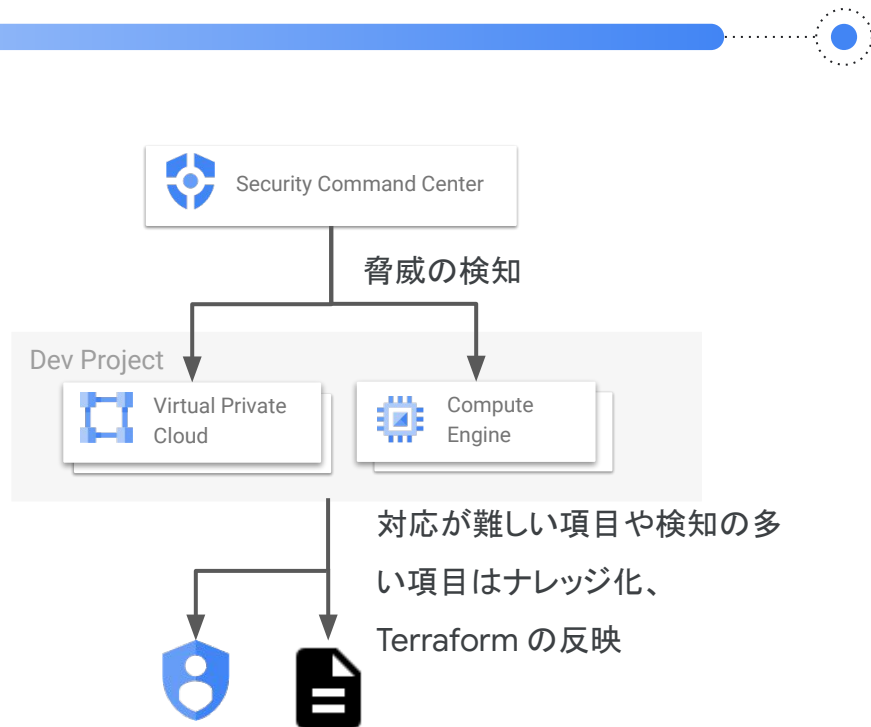 Security Command Center
脅威の検知
Dev Project
Virtual Private
Cloud
Compute
Engine
対応が難しい項目や検知の多
い項目はナレッジ化、
Terraform の反映